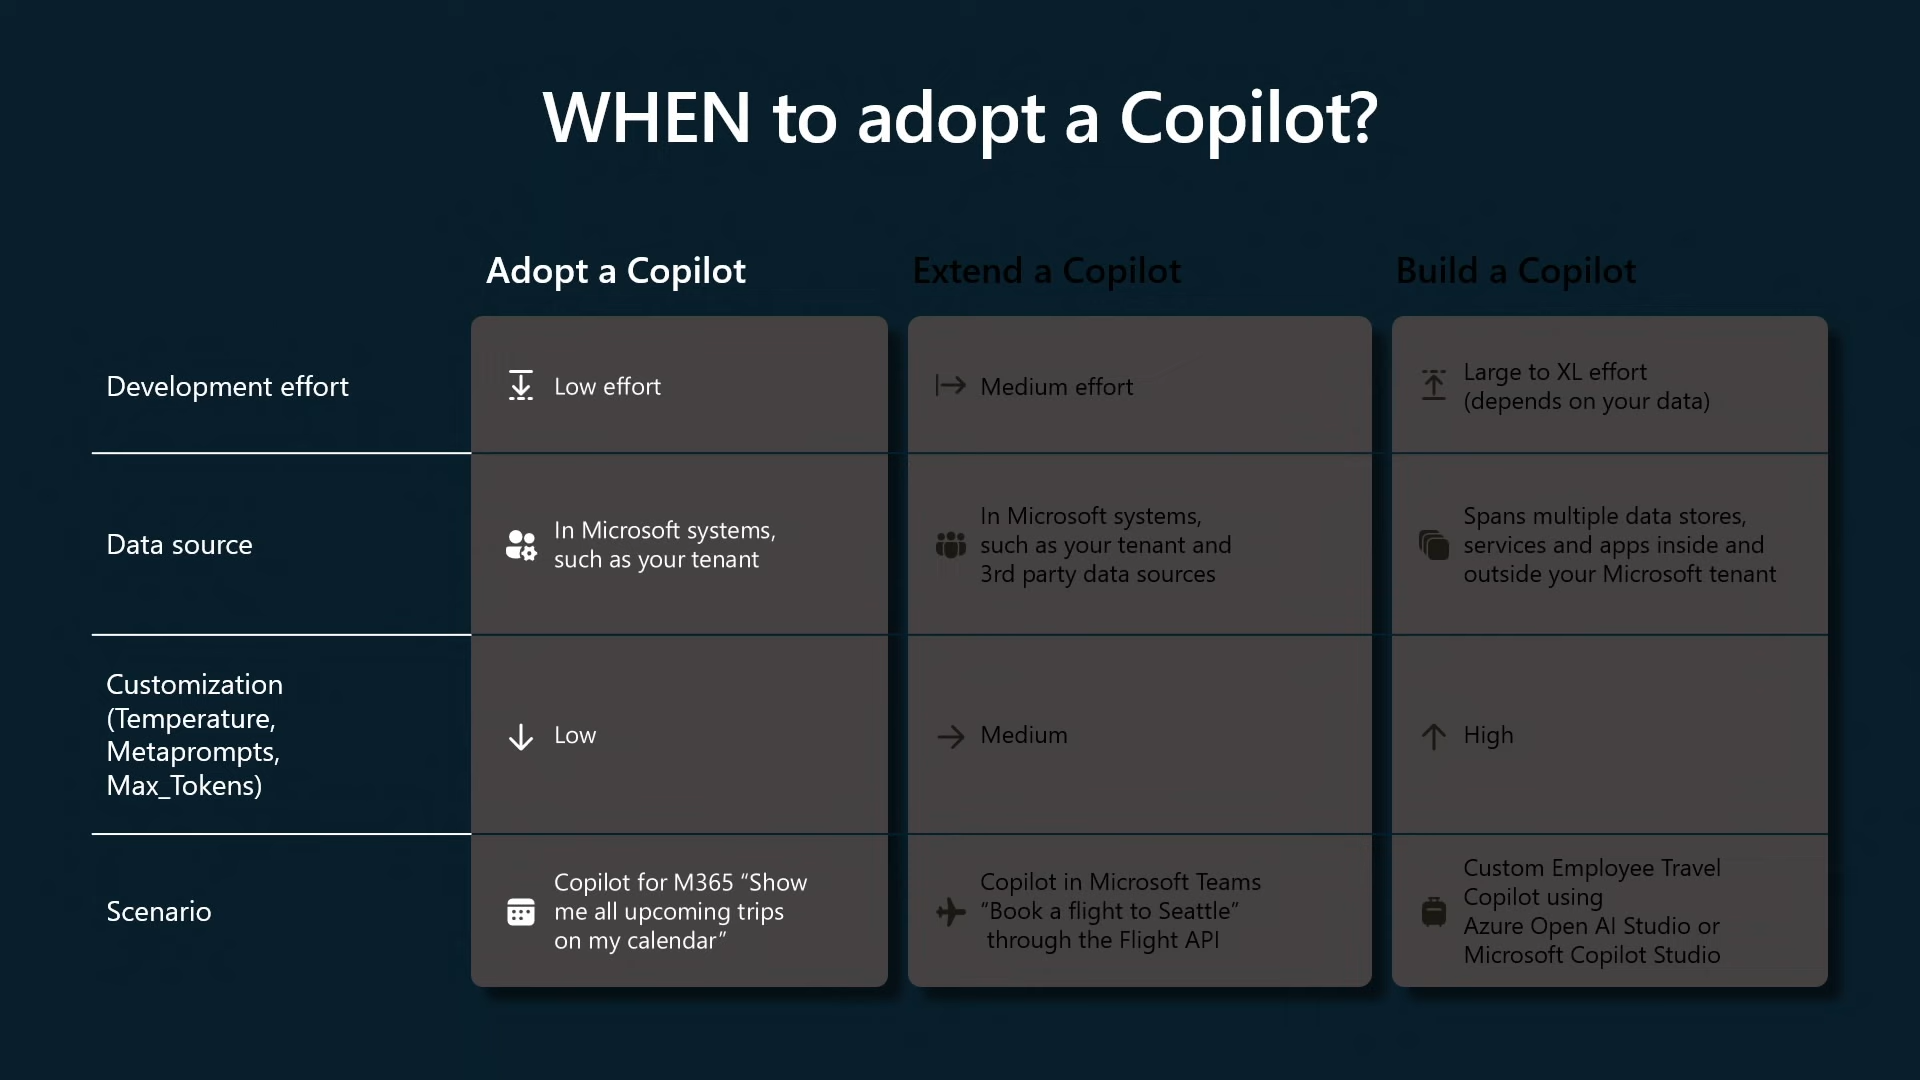 WHEN to adopt a Copilot?
Adopt a Copilot
Extend a Copilot
Build a Copilot
Development effort
Low effort
Medium effort
Large to XL effort
(depends on your data)
Data source
In Microsoft systems,
such as your tenant
In Microsoft systems,
such as your tenant and
3rd party data sources
Spans multiple data stores,
services and apps inside and
outside your Microsoft tenant
Customization
(Temperature,
Metaprompts,
Max_Tokens)
Low
Medium
High
Scenario
Copilot for M365 “Show
me all upcoming trips
on my calendar”
Copilot in Microsoft Teams
“Book a flight to Seattle”
through the Flight API
Custom Employee Travel
Copilot using
Azure Open AI Studio or
Microsoft Copilot Studio